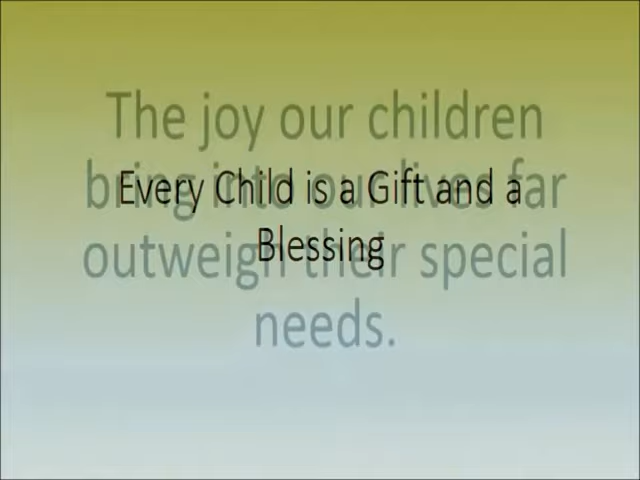 The joy our children
bring into our lives far
outweigh their special
needs.
Every Child is a Gift and a
Blessing